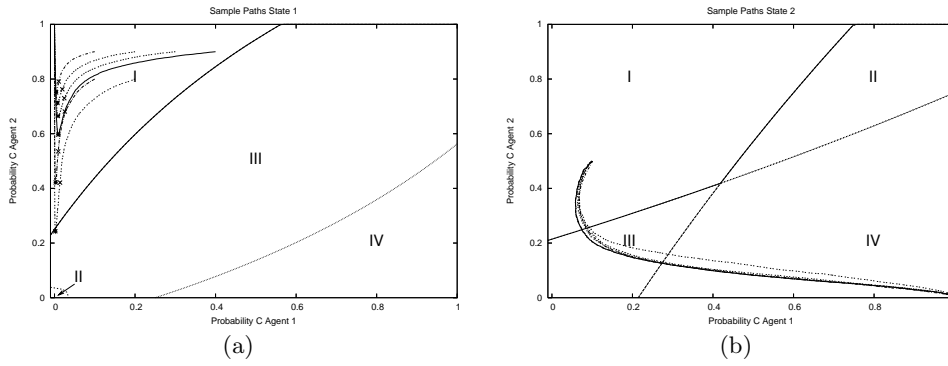 Sample Paths State 1
Probability C Agent 2
1
0.8
0.6
0.4
0.2
0
I
II
III
IV
0 0.2 0.4 0.6 0.8 1
Probability C Agent 1
(a)
Sample Paths State 2
Probability C Agent 2
1
0.8
0.6
0.4
0.2
0
I
II
III
IV
0 0.2 0.4 0.6 0.8
Probability C Agent 1
(b)